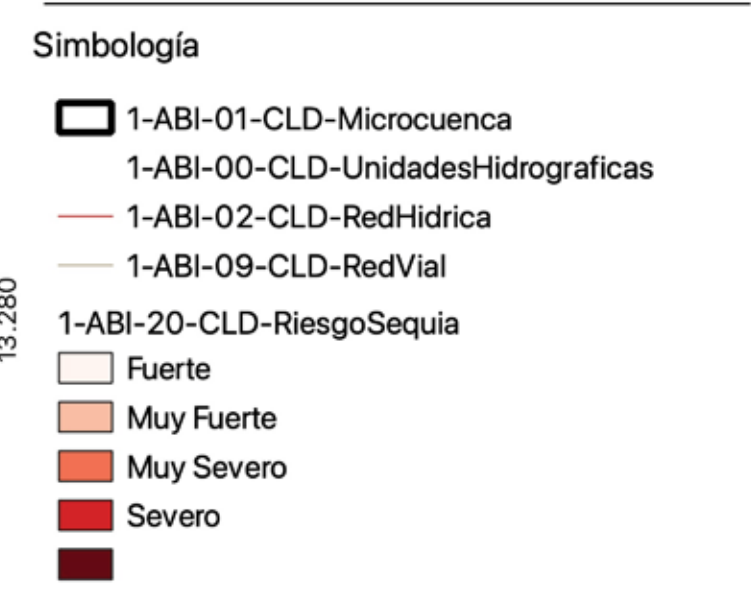 Simbología
1-ABI-01-CLD-Microcuenca
1-ABI-00-CLD-UnidadesHidrograficas
1-ABI-02-CLD-RedHidrica
1-ABI-09-CLD-RedVial
13.280
1-ABI-20-CLD-RiesgoSequia
Fuerte
Muy Fuerte
Muy Severo
Severo